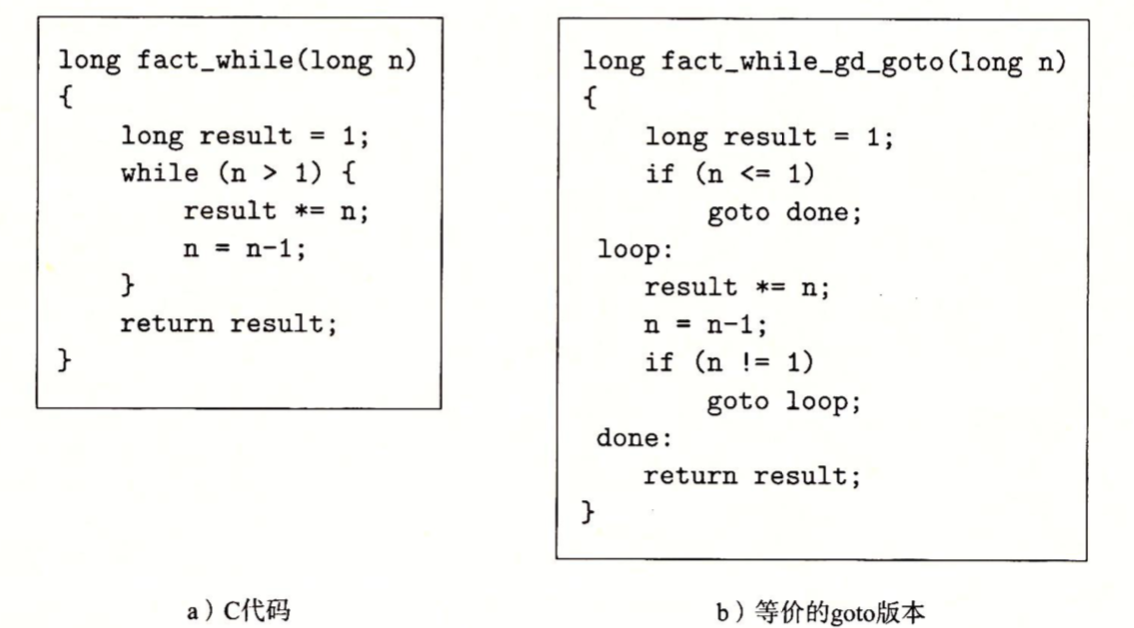 long fact_while(long n)
{
    long result = 1;
    while (n > 1) {
        result *= n;
        n = n-1;
    }
    return result;
}
a）C代码
long fact_while_gd_goto(long n)
{
    long result = 1;
    if (n <= 1)
        goto done;
 loop:
    result *= n;
    n = n-1;
    if (n != 1)
        goto loop;
 done:
    return result;
}
b）等价的goto版本